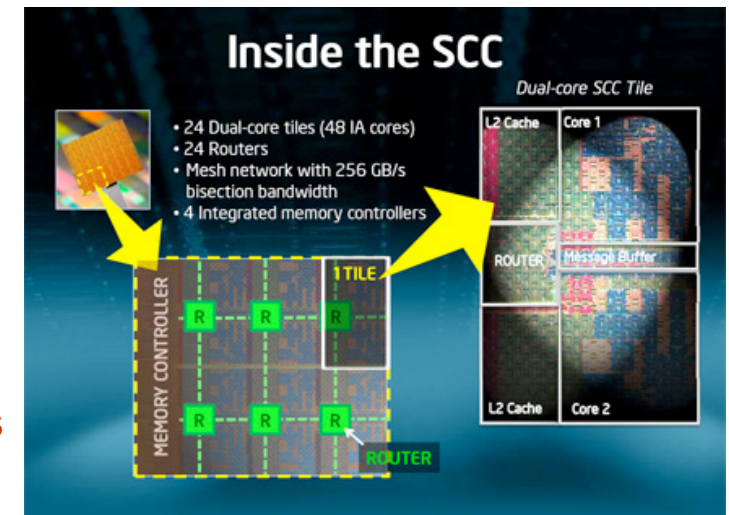 Inside the SCC
Dual-core SCC Tile
• 24 Dual-core tiles (48 IA cores)
• 24 Routers
• Mesh network with 256 GB/s
bisection bandwidth
• 4 Integrated memory controllers
L2 Cache
Core 1
ROUTER
Message Buffer
L2 Cache
Core 2
1 TILE
MEMORY CONTROLLER
R
R
R
R
R
R
ROUTER
s